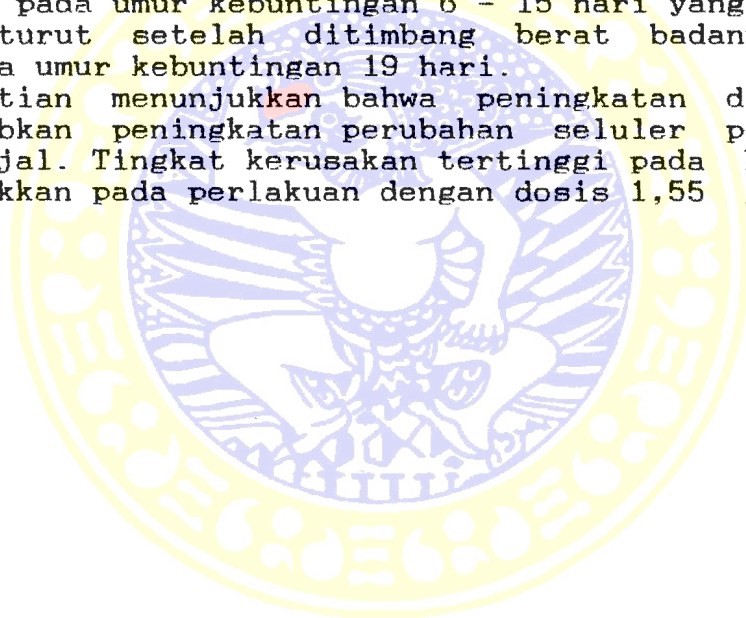 pada umur kebuntingan 6 - 15 hari yang
turut setelah ditimbang berat badan
a umur kebuntingan 19 hari.
tian menunjukkan bahwa peningkatan d
bkan peningkatan perubahan seluler p
jal. Tingkat kerusakan tertinggi pada
kkan pada perlakuan dengan dosis 1,55